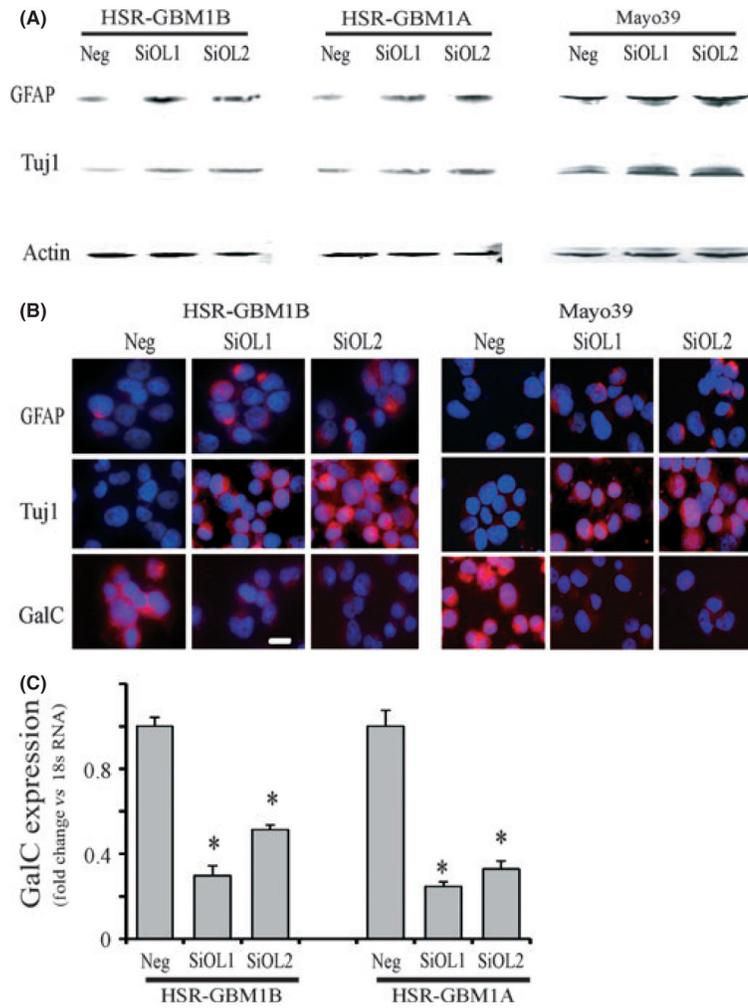 (A)
HSR-GBM1B HSR-GBM1A Mayo39
Neg SiOL1 SiOL2 Neg SiOL1 SiOL2 Neg SiOL1 SiOL2
GFAP
Tuj1
Actin
(B)
HSR-GBM1B Mayo39
Neg SiOL1 SiOL2 Neg SiOL1 SiOL2
GFAP
Tuj1
GalC
(C)
GalC expression
(fold change vs 18s RNA)
0.8
0.4
0
* * * *
Neg SiOL1 SiOL2 Neg SiOL1 SiOL2
HSR-GBM1B HSR-GBM1A